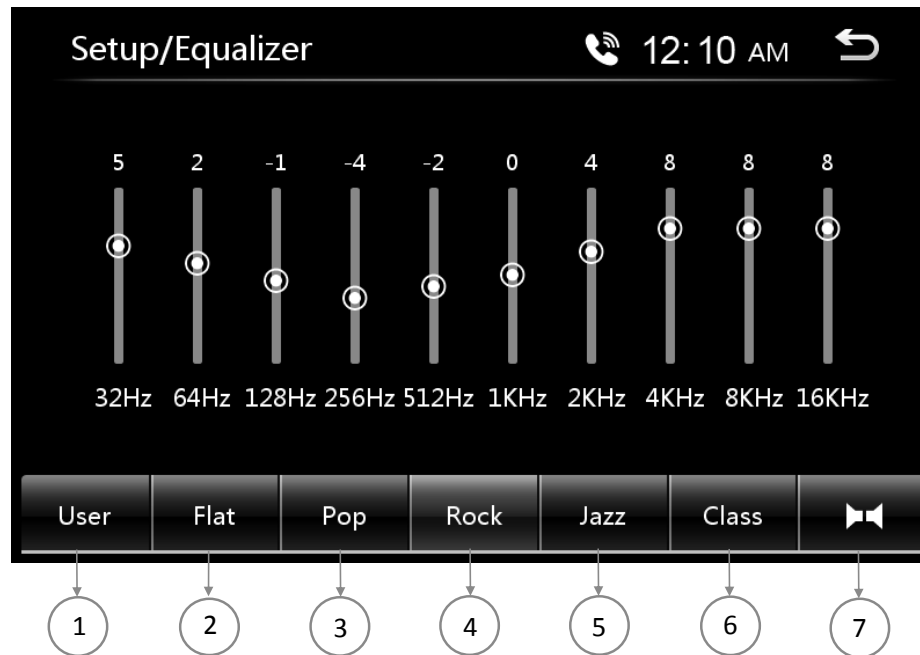 Setup/Equalizer 12:10 AM
5 2 -1 -4 -2 0 4 8 8 8
32Hz 64Hz 128Hz 256Hz 512Hz 1KHz 2KHz 4KHz 8KHz 16KHz
User Flat Pop Rock Jazz Class
1 2 3 4 5 6 7